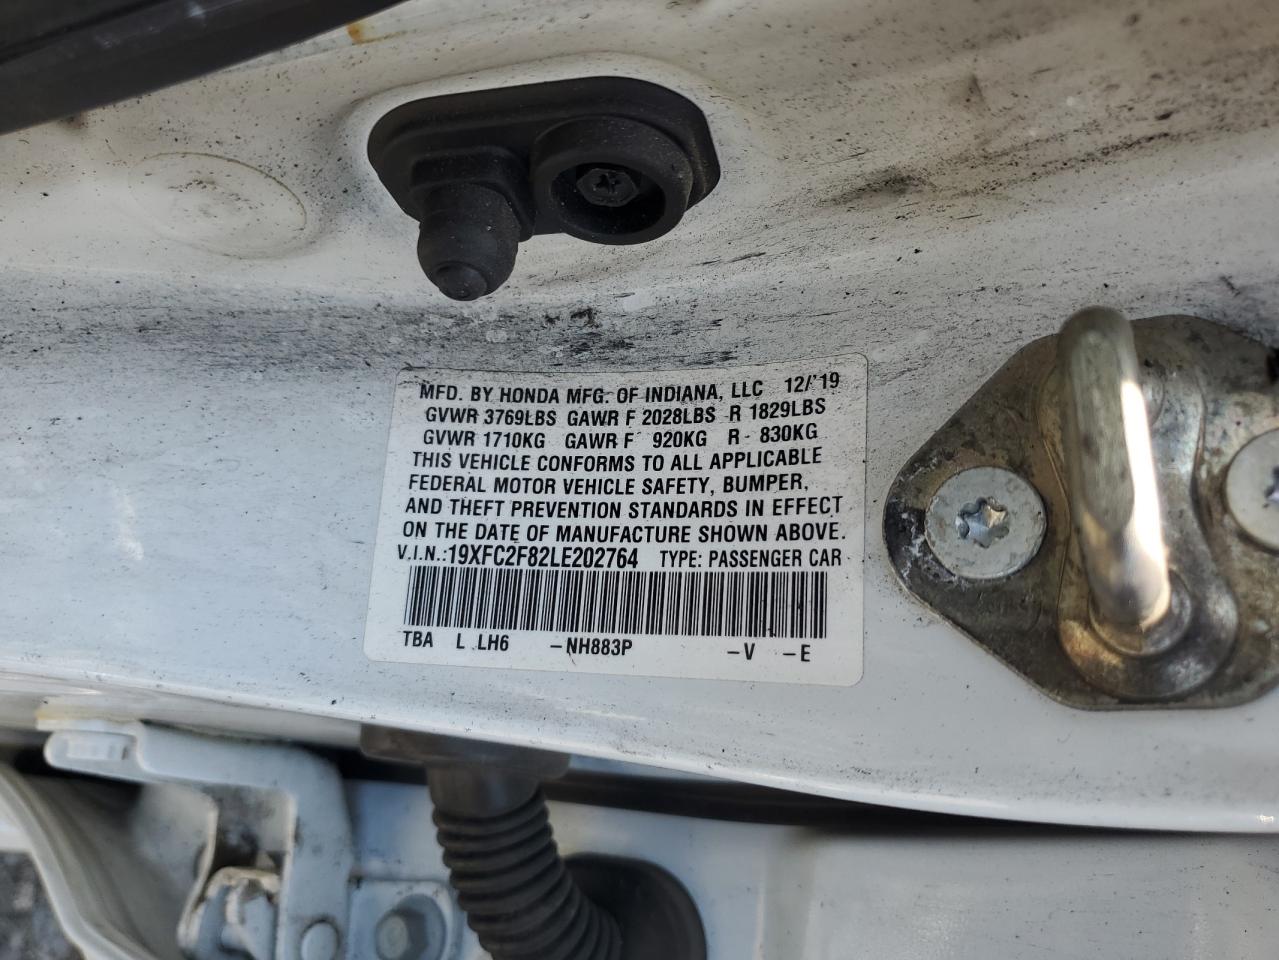 MFD. BY HONDA MFG. OF INDIANA, LLC 12/'19
GVWR 3769LBS GAWR F 2028LBS R 1829LBS
GVWR 1710KG GAWR F 920KG R 830KG
THIS VEHICLE CONFORMS TO ALL APPLICABLE
FEDERAL MOTOR VEHICLE SAFETY, BUMPER,
AND THEFT PREVENTION STANDARDS IN EFFECT
ON THE DATE OF MANUFACTURE SHOWN ABOVE.
V.I.N.:19XFC2F82LE202764 TYPE: PASSENGER CAR
TBA L LH6 -NH883P -V -E